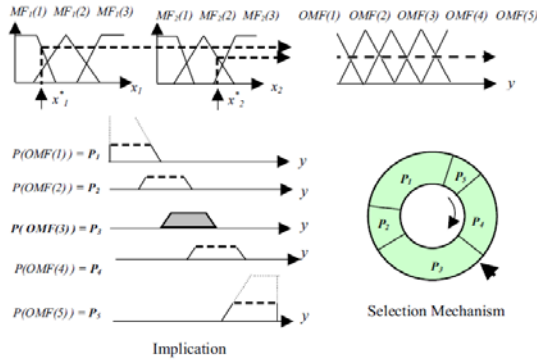 MF₁(1) MF₁(2) MF₁(3) MF₂(1) MF₂(2) MF₂(3) OMF(1) OMF(2) OMF(3) OMF(4) OMF(5)
x₁ x₂ y
x*₁ x*₂
P(OMF(1)) = P₁ y
P(OMF(2)) = P₂ y
P( OMF(3)) = P₃ y
P(OMF(4)) = P₄ y
P(OMF(5)) = P₅ y
P₁ P₅
P₂ P₄
P₃
Selection Mechanism
Implication